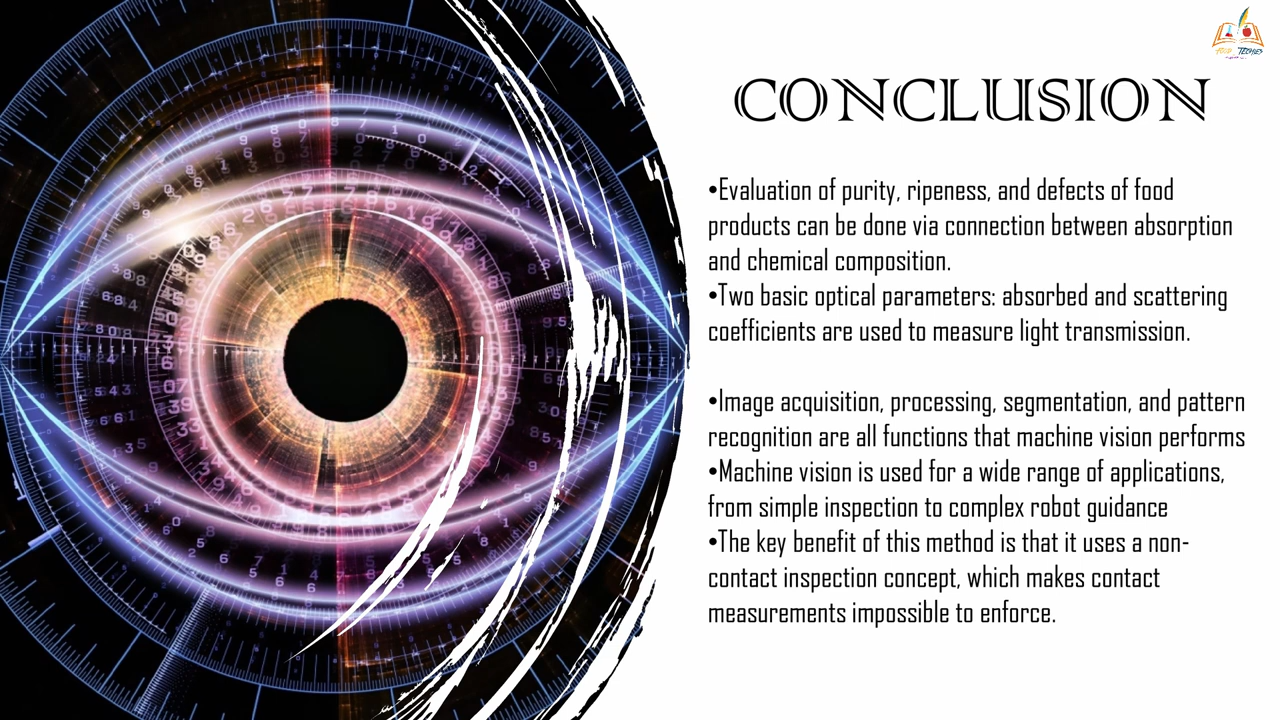 FOOD TECHIES
CONCLUSION
•Evaluation of purity, ripeness, and defects of food
products can be done via connection between absorption
and chemical composition.
•Two basic optical parameters: absorbed and scattering
coefficients are used to measure light transmission.
•Image acquisition, processing, segmentation, and pattern
recognition are all functions that machine vision performs
•Machine vision is used for a wide range of applications,
from simple inspection to complex robot guidance
•The key benefit of this method is that it uses a non-
contact inspection concept, which makes contact
measurements impossible to enforce.